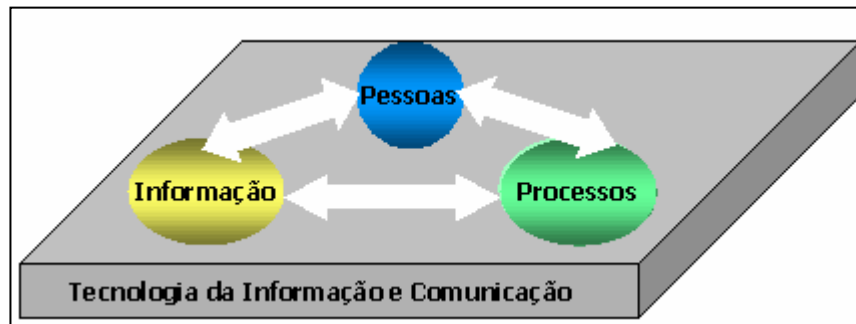 Pessoas
Informação
Processos
Tecnologia da Informação e Comunicação